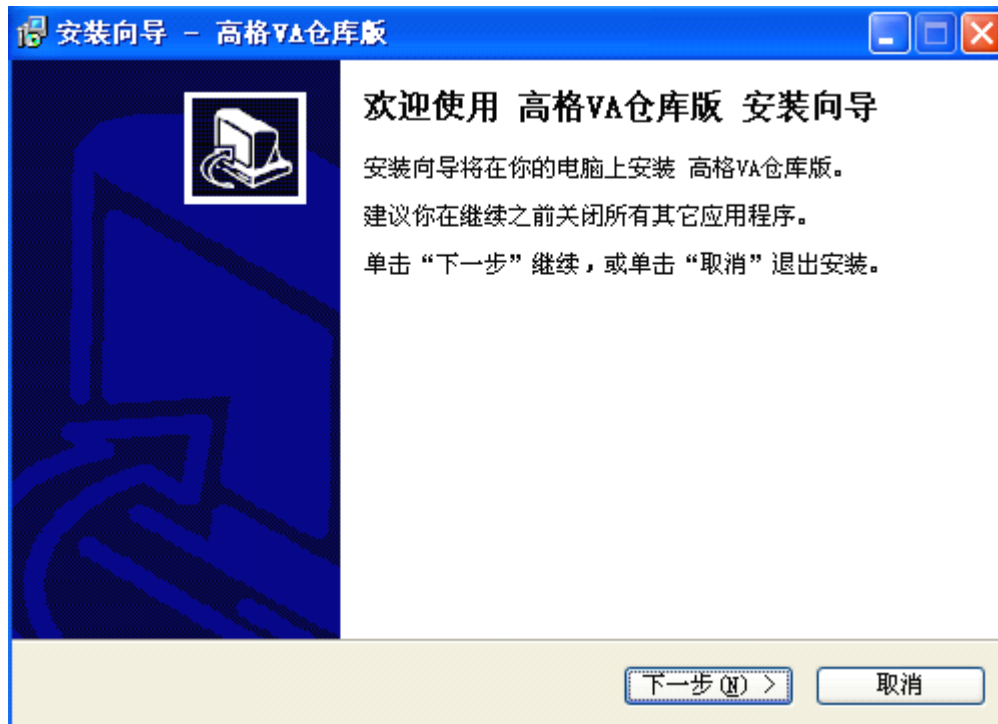 安装向导 - 高格VA仓库版
欢迎使用 高格VA仓库版 安装向导
安装向导将在你的电脑上安装 高格VA仓库版。
建议你在继续之前关闭所有其它应用程序。
单击“下一步”继续，或单击“取消”退出安装。
下一步(N) >
取消